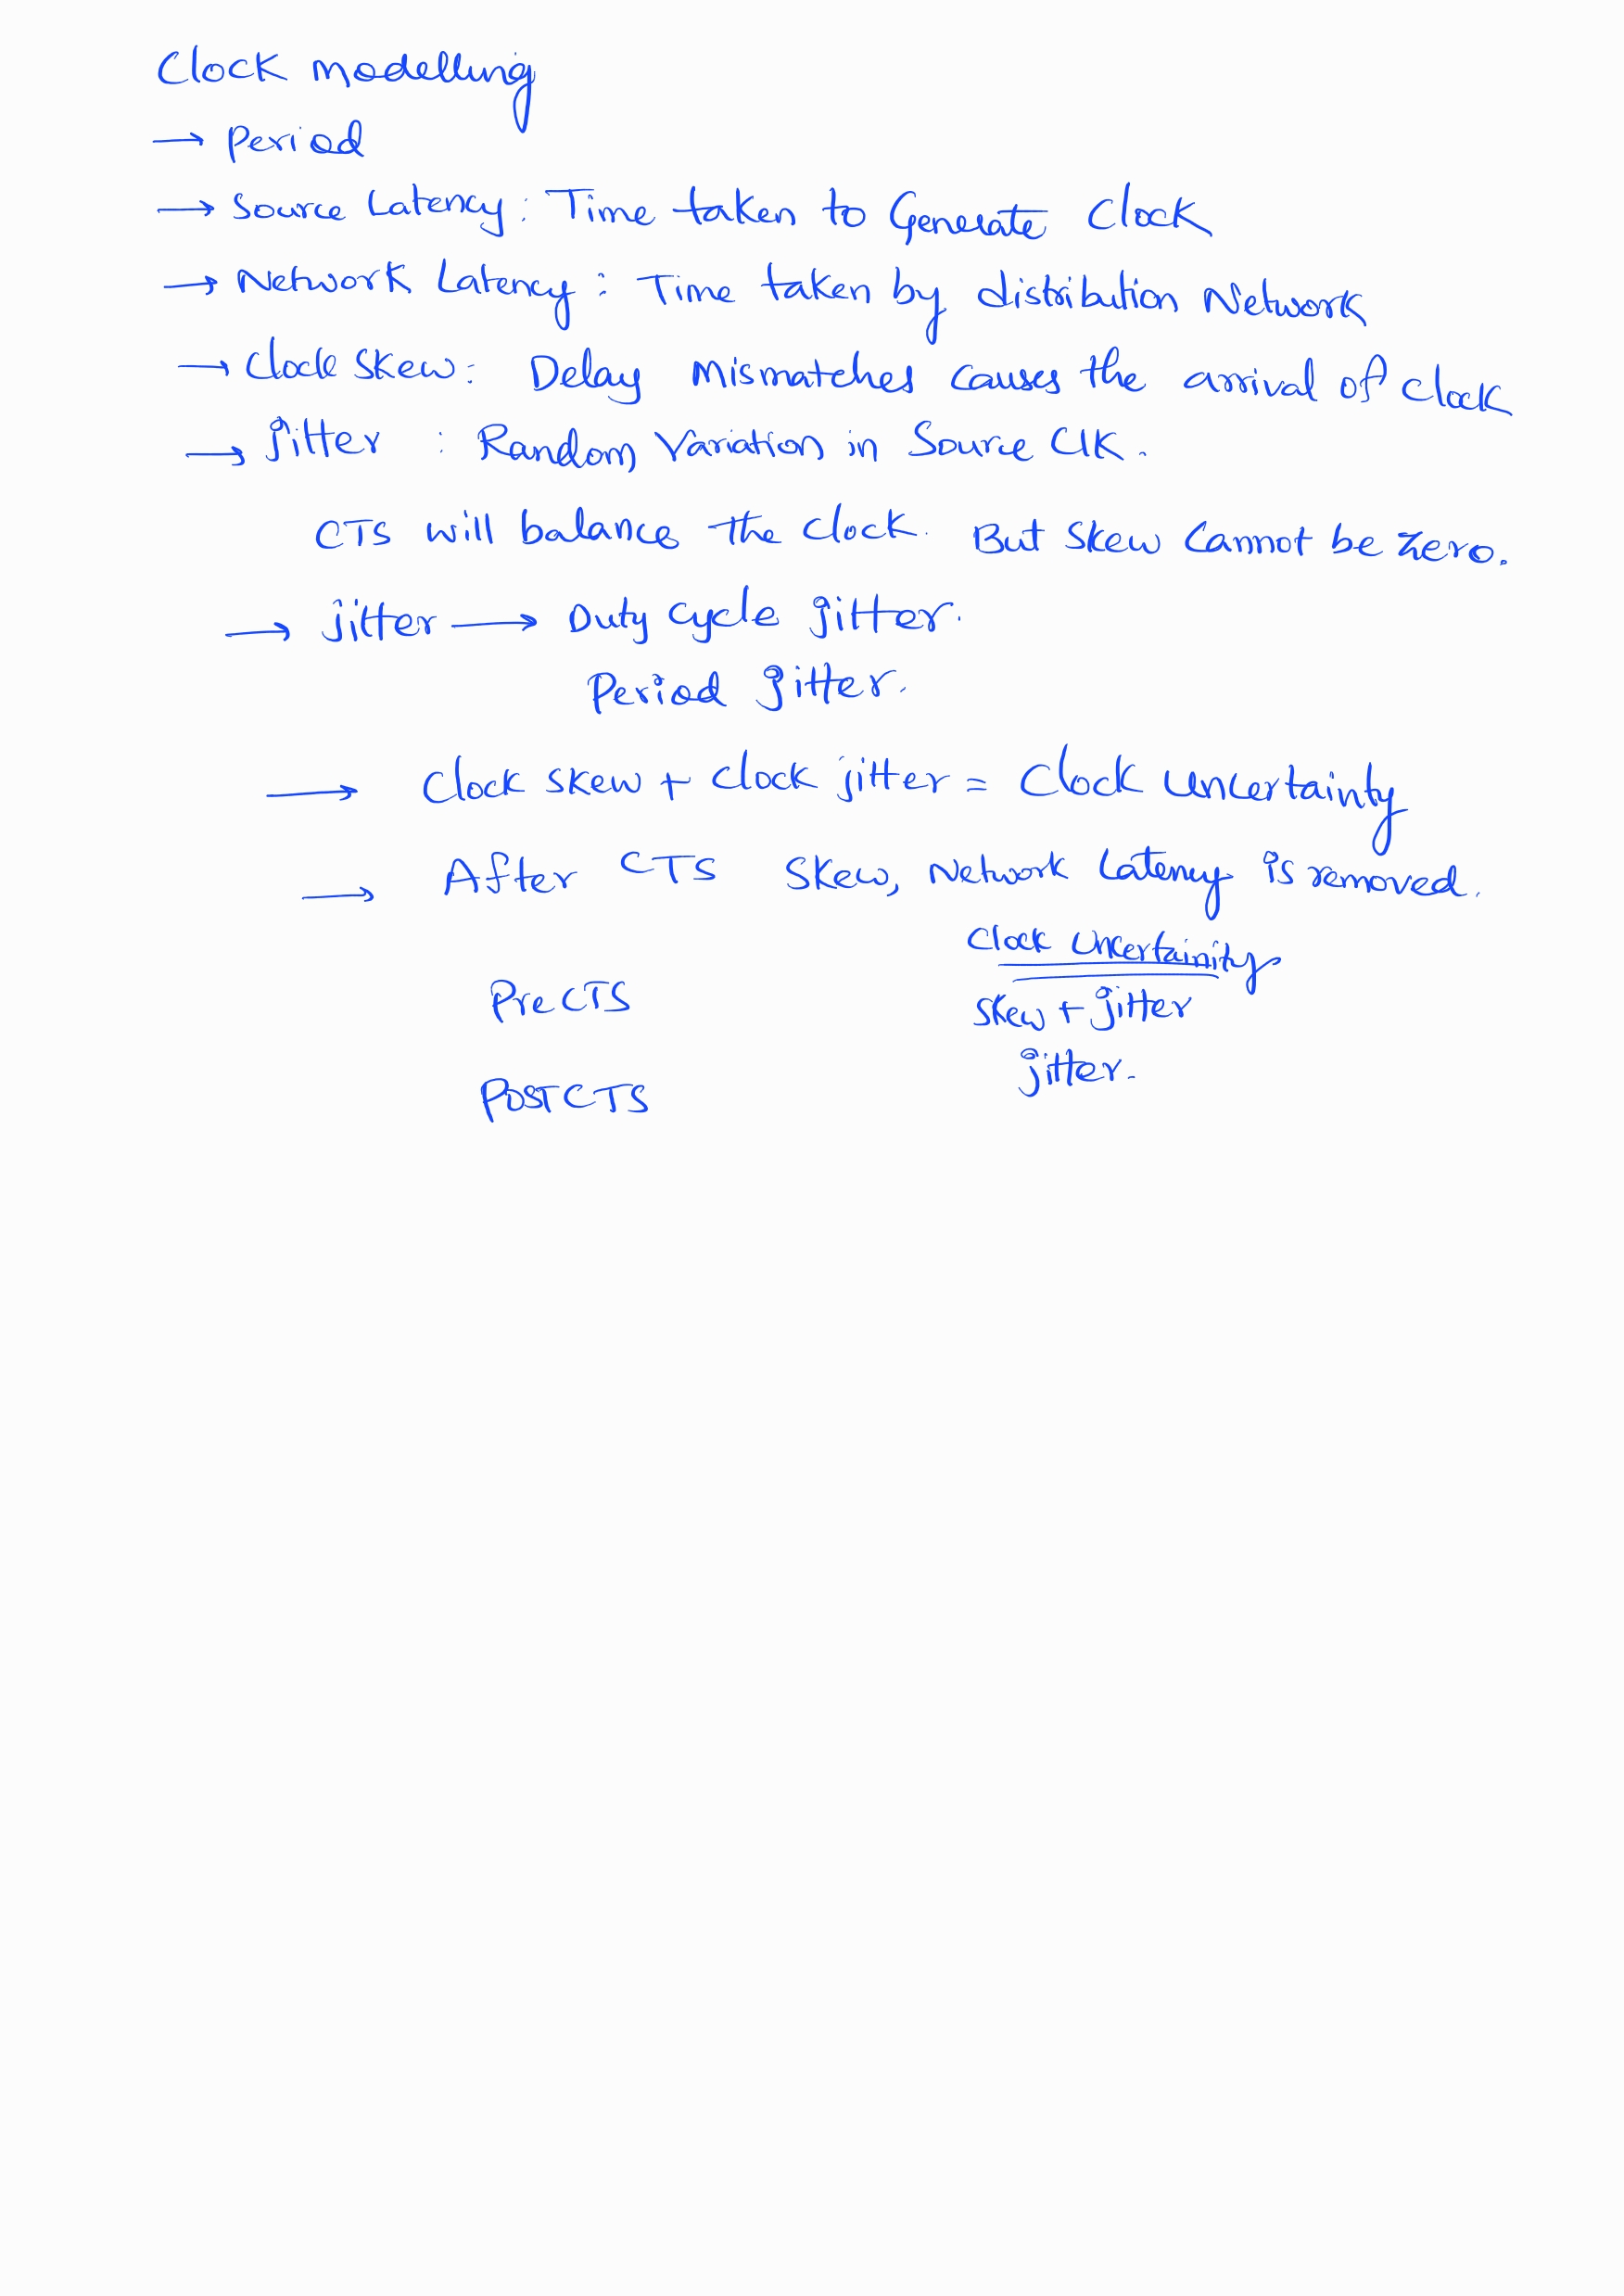 Clock modelling
→ Period
→ Source Latency : Time taken to Generate Clock
→ Network Latency : Time taken by distribution Network
→ Clock Skew : Delay Mismatches causes the arrival of clock
→ jitter : Random Variation in Source Clk.
CTS will balance the clock. But Skew Cannot be zero.
→ jitter → Duty cycle jitter.
Period jitter.
→ Clock skew + clock jitter = Clock uncertainty
→ After CTS Skew, Network Latency is removed.
Clock Uncertainity
PreCTS skew + jitter
POSTCTS jitter.